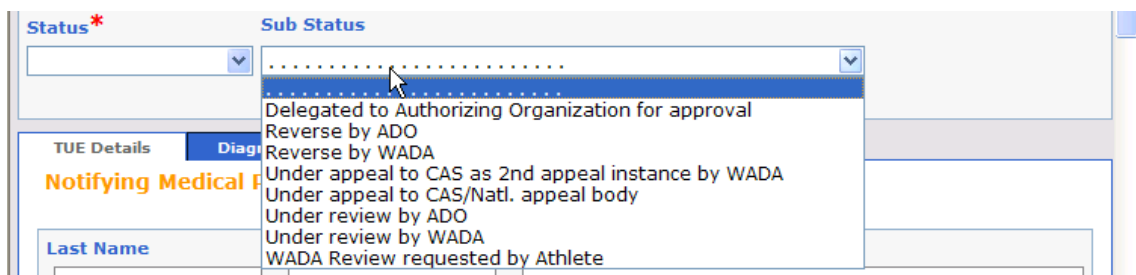 Status*
Sub Status
. . . . . . . . . . . . . . . . . . . . . . . . .
. . . . . . . . . . . . . . . . . . . . . . . . .
Delegated to Authorizing Organization for approval
Reverse by ADO
Reverse by WADA
Under appeal to CAS as 2nd appeal instance by WADA
Under appeal to CAS/Natl. appeal body
Under review by ADO
Under review by WADA
WADA Review requested by Athlete
TUE Details
Notifying Medical
Last Name